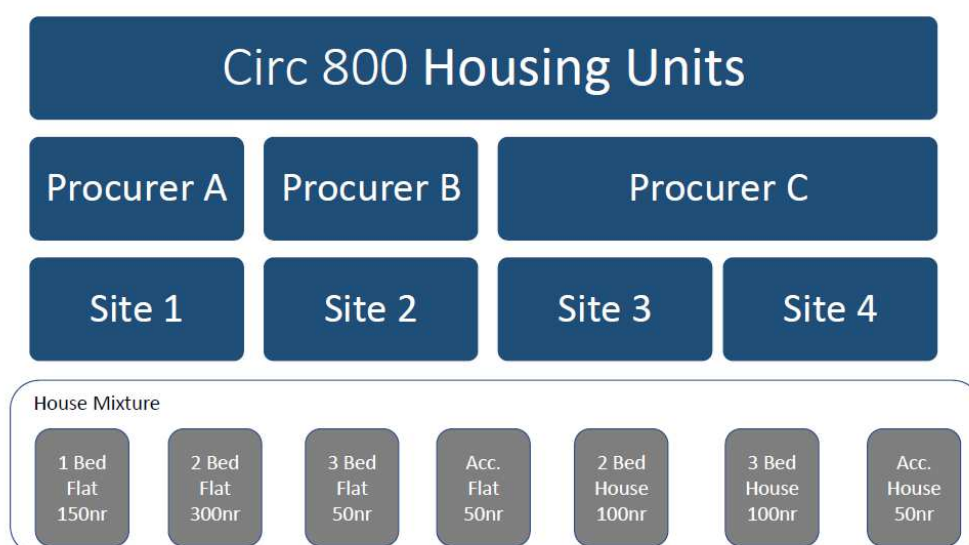 Circ 800 Housing Units
Procurer A
Procurer B
Procurer C
Site 1
Site 2
Site 3
Site 4
House Mixture
1 Bed
Flat
150nr
2 Bed
Flat
300nr
3 Bed
Flat
50nr
Acc.
Flat
50nr
2 Bed
House
100nr
3 Bed
House
100nr
Acc.
House
50nr